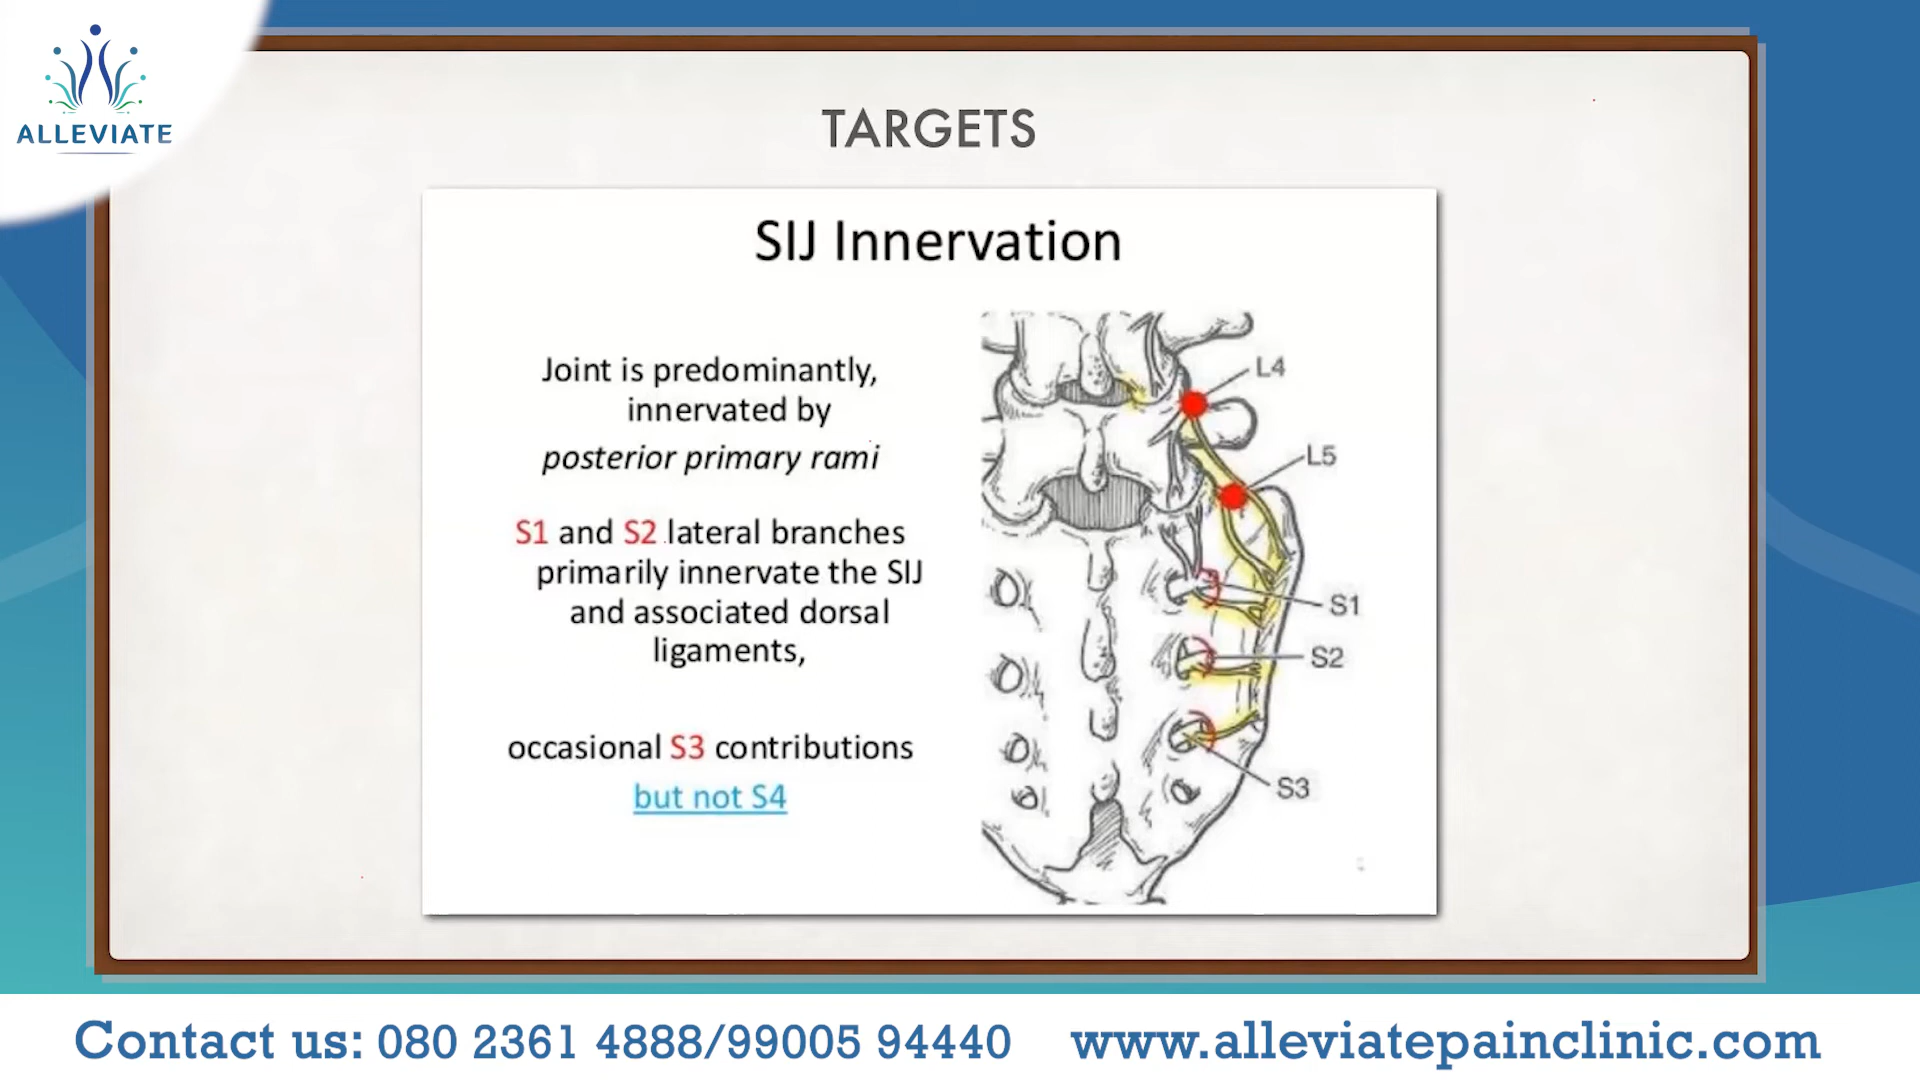 ALLEVIATE
TARGETS
SIJ Innervation
Joint is predominantly,
innervated by
posterior primary rami
S1 and S2 lateral branches
primarily innervate the SIJ
and associated dorsal
ligaments,
occasional S3 contributions
but not S4
L4
L5
S1
S2
S3
Contact us: 080 2361 4888/99005 94440 www.alleviatepainclinic.com